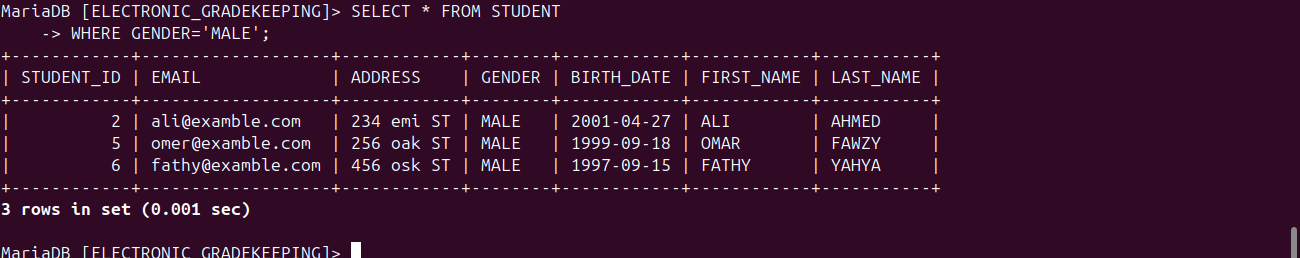 MariaDB [ELECTRONIC_GRADEKEEPING]> SELECT * FROM STUDENT
    -> WHERE GENDER='MALE';
+------------+-------------------+------------+--------+------------+------------+-----------+
| STUDENT_ID | EMAIL             | ADDRESS    | GENDER | BIRTH_DATE | FIRST_NAME | LAST_NAME |
+------------+-------------------+------------+--------+------------+------------+-----------+
|          2 | ali@examble.com   | 234 emi ST | MALE   | 2001-04-27 | ALI        | AHMED     |
|          5 | omer@examble.com  | 256 oak ST | MALE   | 1999-09-18 | OMAR       | FAWZY     |
|          6 | fathy@examble.com | 456 osk ST | MALE   | 1997-09-15 | FATHY      | YAHYA     |
+------------+-------------------+------------+--------+------------+------------+-----------+
3 rows in set (0.001 sec)
MariaDB [ELECTRONIC_GRADEKEEPING]>